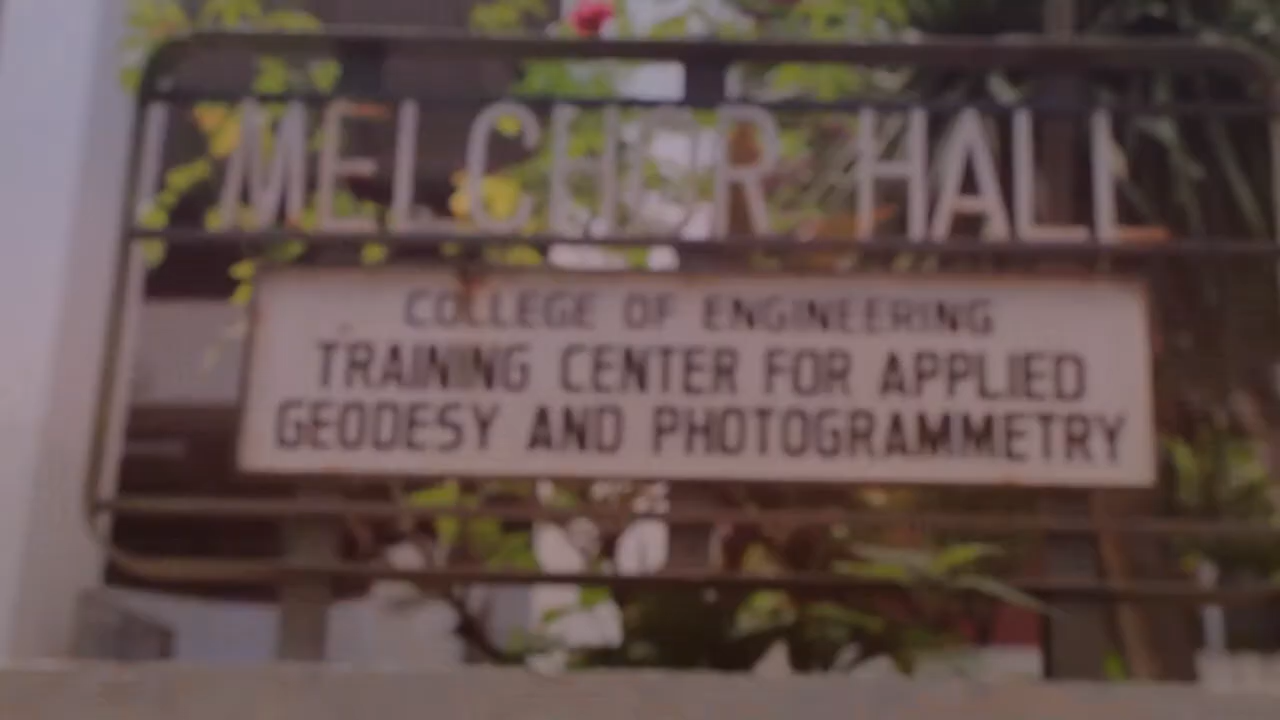 MELCHOR HALL
COLLEGE OF ENGINEERING
TRAINING CENTER FOR APPLIED
GEODESY AND PHOTOGRAMMETRY